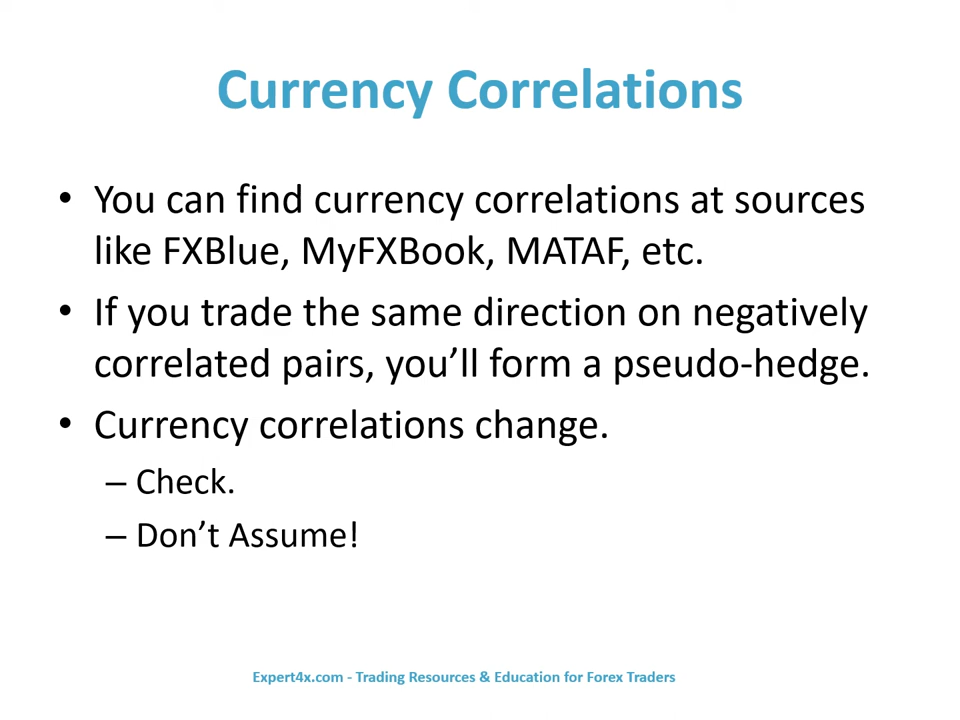 Currency Correlations
• You can find currency correlations at sources
like FXBlue, MyFXBook, MATAF, etc.
• If you trade the same direction on negatively
correlated pairs, you’ll form a pseudo-hedge.
• Currency correlations change.
– Check.
– Don’t Assume!
Expert4x.com - Trading Resources & Education for Forex Traders